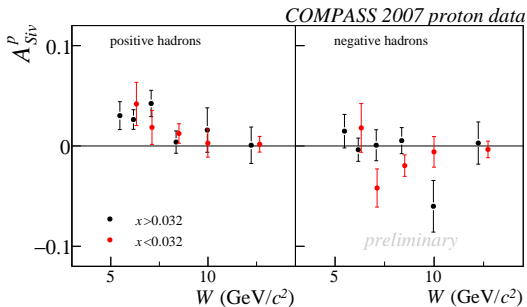 COMPASS 2007 proton data
A^p_Siv
positive hadrons
negative hadrons
0.1
0
−0.1
x>0.032
x<0.032
preliminary
5
10
5
10
W (GeV/c²)
W (GeV/c²)